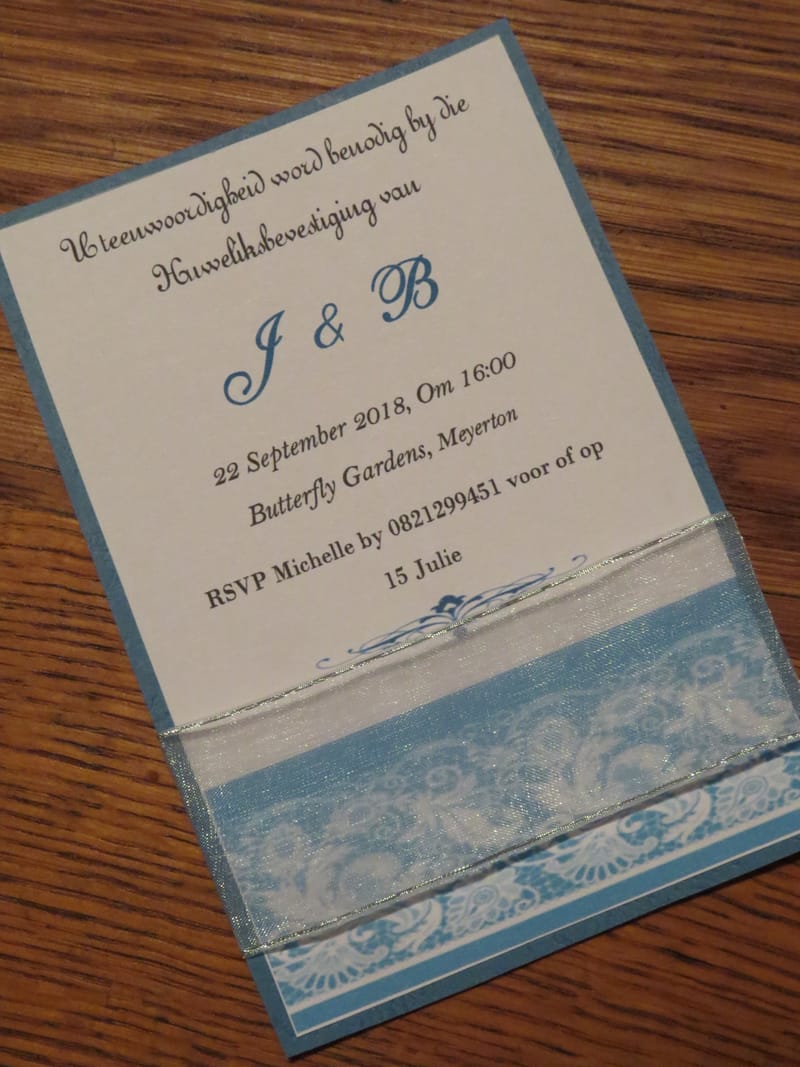 U teenwoordigheid word benodig by die
Huweliksbevestiging van
J & B
22 September 2018, Om 16:00
Butterfly Gardens, Meyerton
RSVP Michelle by 0821299451 voor of op
15 Julie